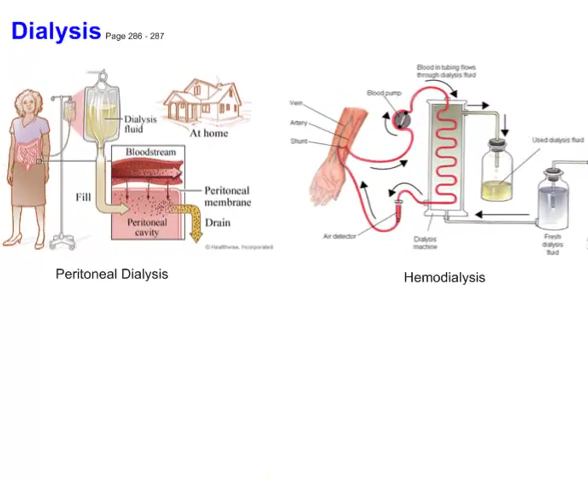 Dialysis Page 286 - 287
Dialysis
fluid
At home
Bloodstream
Fill
Peritoneal
membrane
Peritoneal
cavity
Drain
© Healthwise, Incorporated
Peritoneal Dialysis
Blood in tubing flows
through dialysis fluid
Blood pump
Vein
Artery
Shunt
Used dialysis fluid
Air detector
Dialysis
machine
Fresh
dialysis
fluid
Hemodialysis